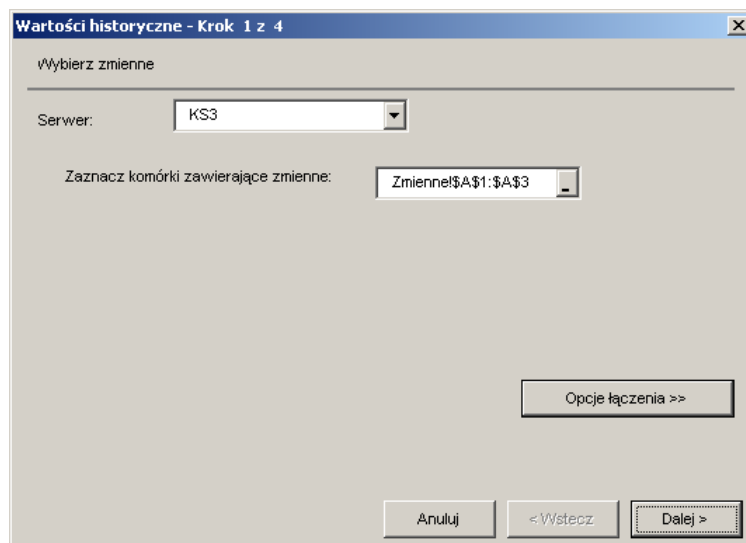 Wartości historyczne - Krok 1 z 4
Wybierz zmienne
Serwer: KS3
Zaznacz komórki zawierające zmienne: Zmienne!$A$1:$A$3
Opcje łączenia >>
Anuluj < Wstecz Dalej >